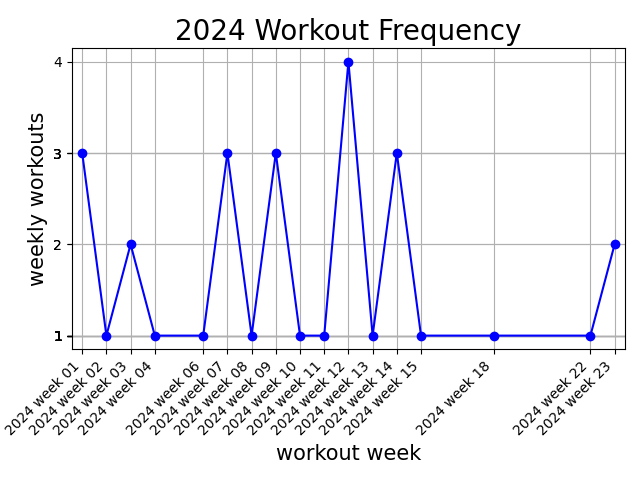 2024 Workout Frequency
weekly workouts
4
3
2
1
2024 week 01
2024 week 02
2024 week 03
2024 week 04
2024 week 06
2024 week 07
2024 week 08
2024 week 09
2024 week 10
2024 week 11
2024 week 12
2024 week 13
2024 week 14
2024 week 15
2024 week 18
2024 week 22
2024 week 23
workout week